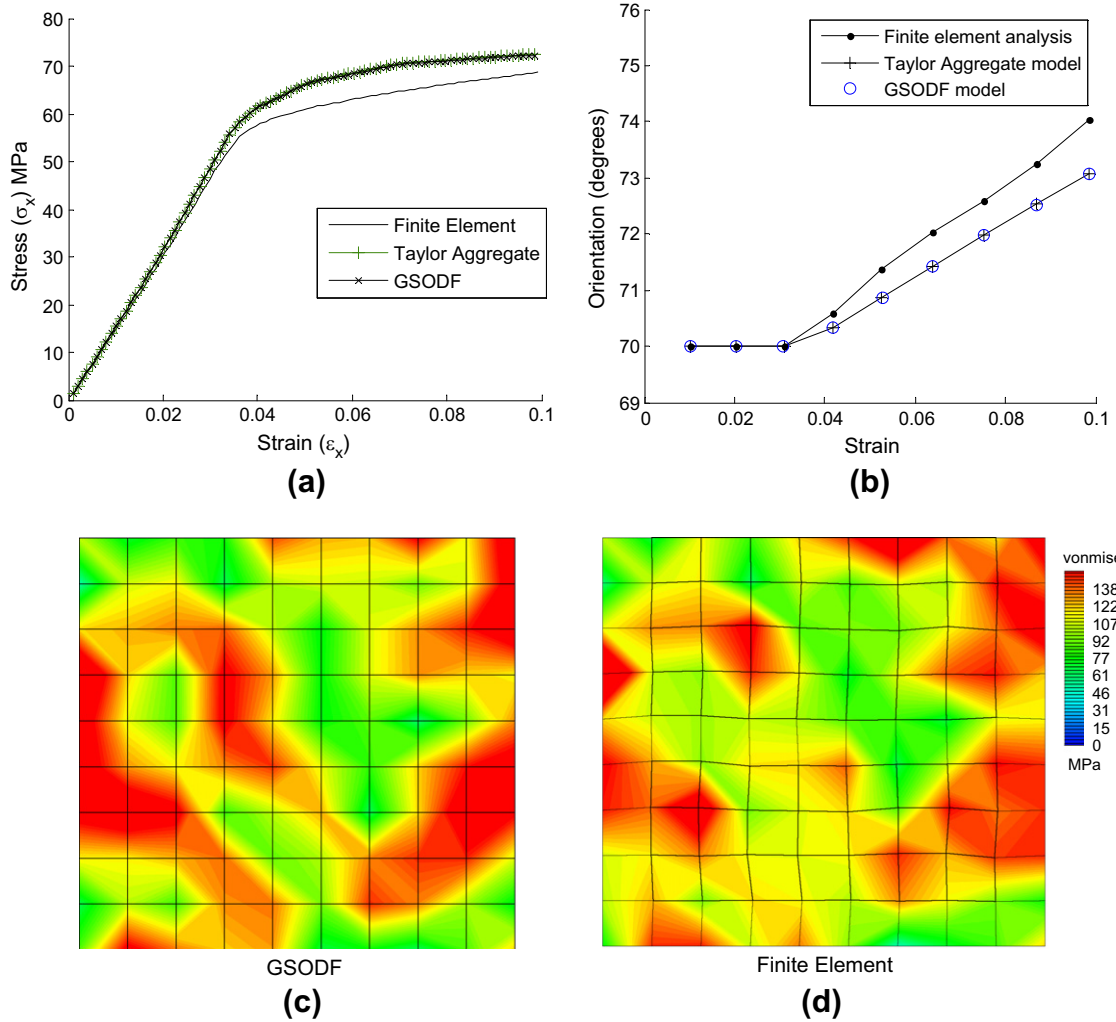 80
70
60
50
40
30
20
10
0
Stress (σx) MPa
Finite Element
Taylor Aggregate
GSODF
0
0.02
0.04
0.06
0.08
0.1
Strain (εx)
(a)
76
75
74
73
72
71
70
69
Orientation (degrees)
Finite element analysis
Taylor Aggregate model
GSODF model
0
0.02
0.04
0.06
0.08
0.1
Strain
(b)
GSODF
(c)
vonmise
138
122
107
92
77
61
46
31
15
0
MPa
Finite Element
(d)